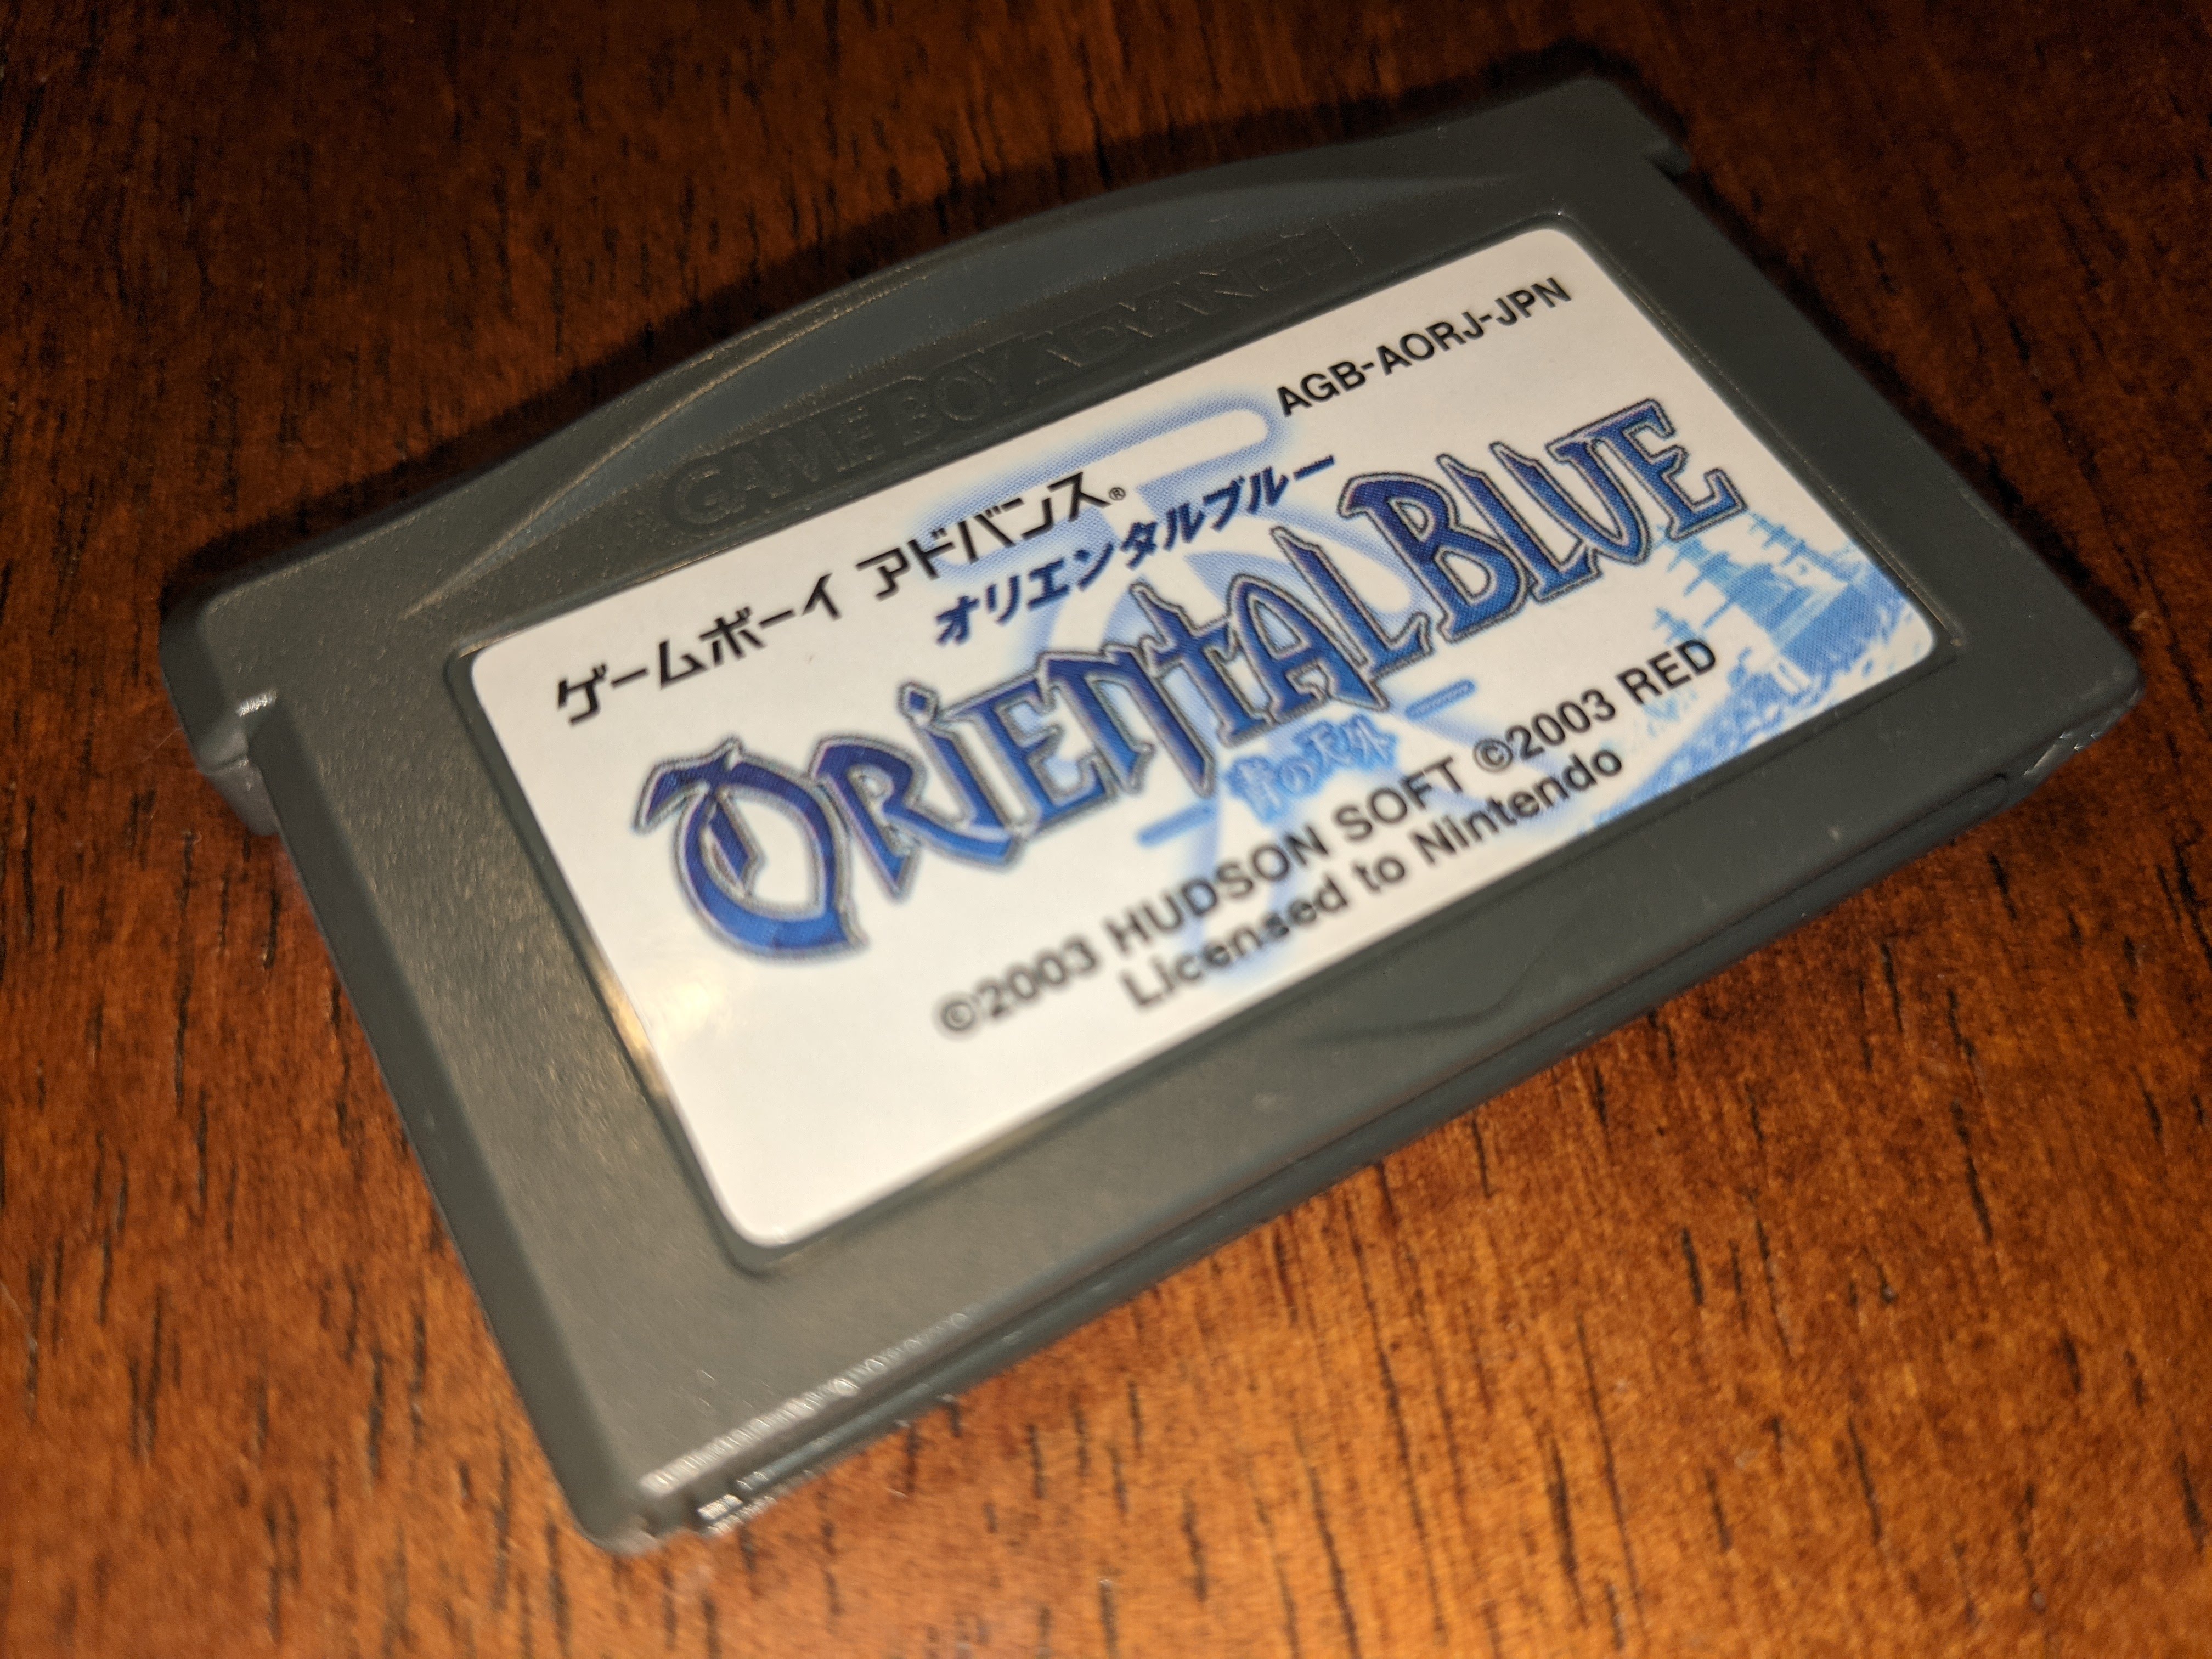 GAME BOY ADVANCE
AGB-AORJ-JPN
ゲームボーイ アドバンス®
オリエンタルブルー
ORIENTAL BLUE
青の天外
©2003 HUDSON SOFT ©2003 RED
Licensed to Nintendo